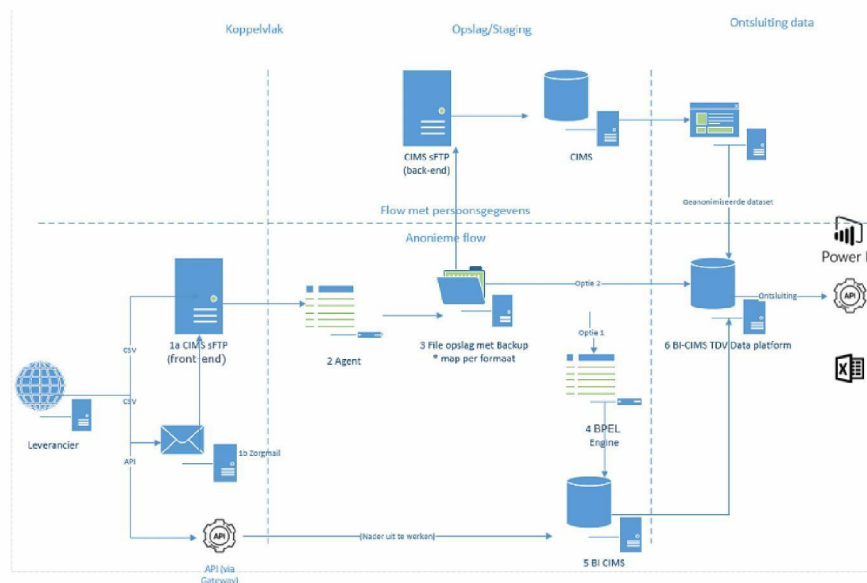 Koppelvlak
Opslag/Staging
Ontsluiting data
CIMS sFTP
(back-end)
CIMS
Geanonimiseerde dataset
Flow met persoonsgegevens
Anonieme flow
Power
1a CIMS sFTP
(front-end)
2 Agent
3 File opslag met Backup
* map per formaat
Optie 2
Optie 1
6 BI-CIMS TDV Data platform
Ontsluiting
API
X
CSV
CSV
API
Leverancier
1b Zorgmail
4 BPEL
Engine
(Nader uit te werken)
5 BI CIMS
API
API (via
Gateway)